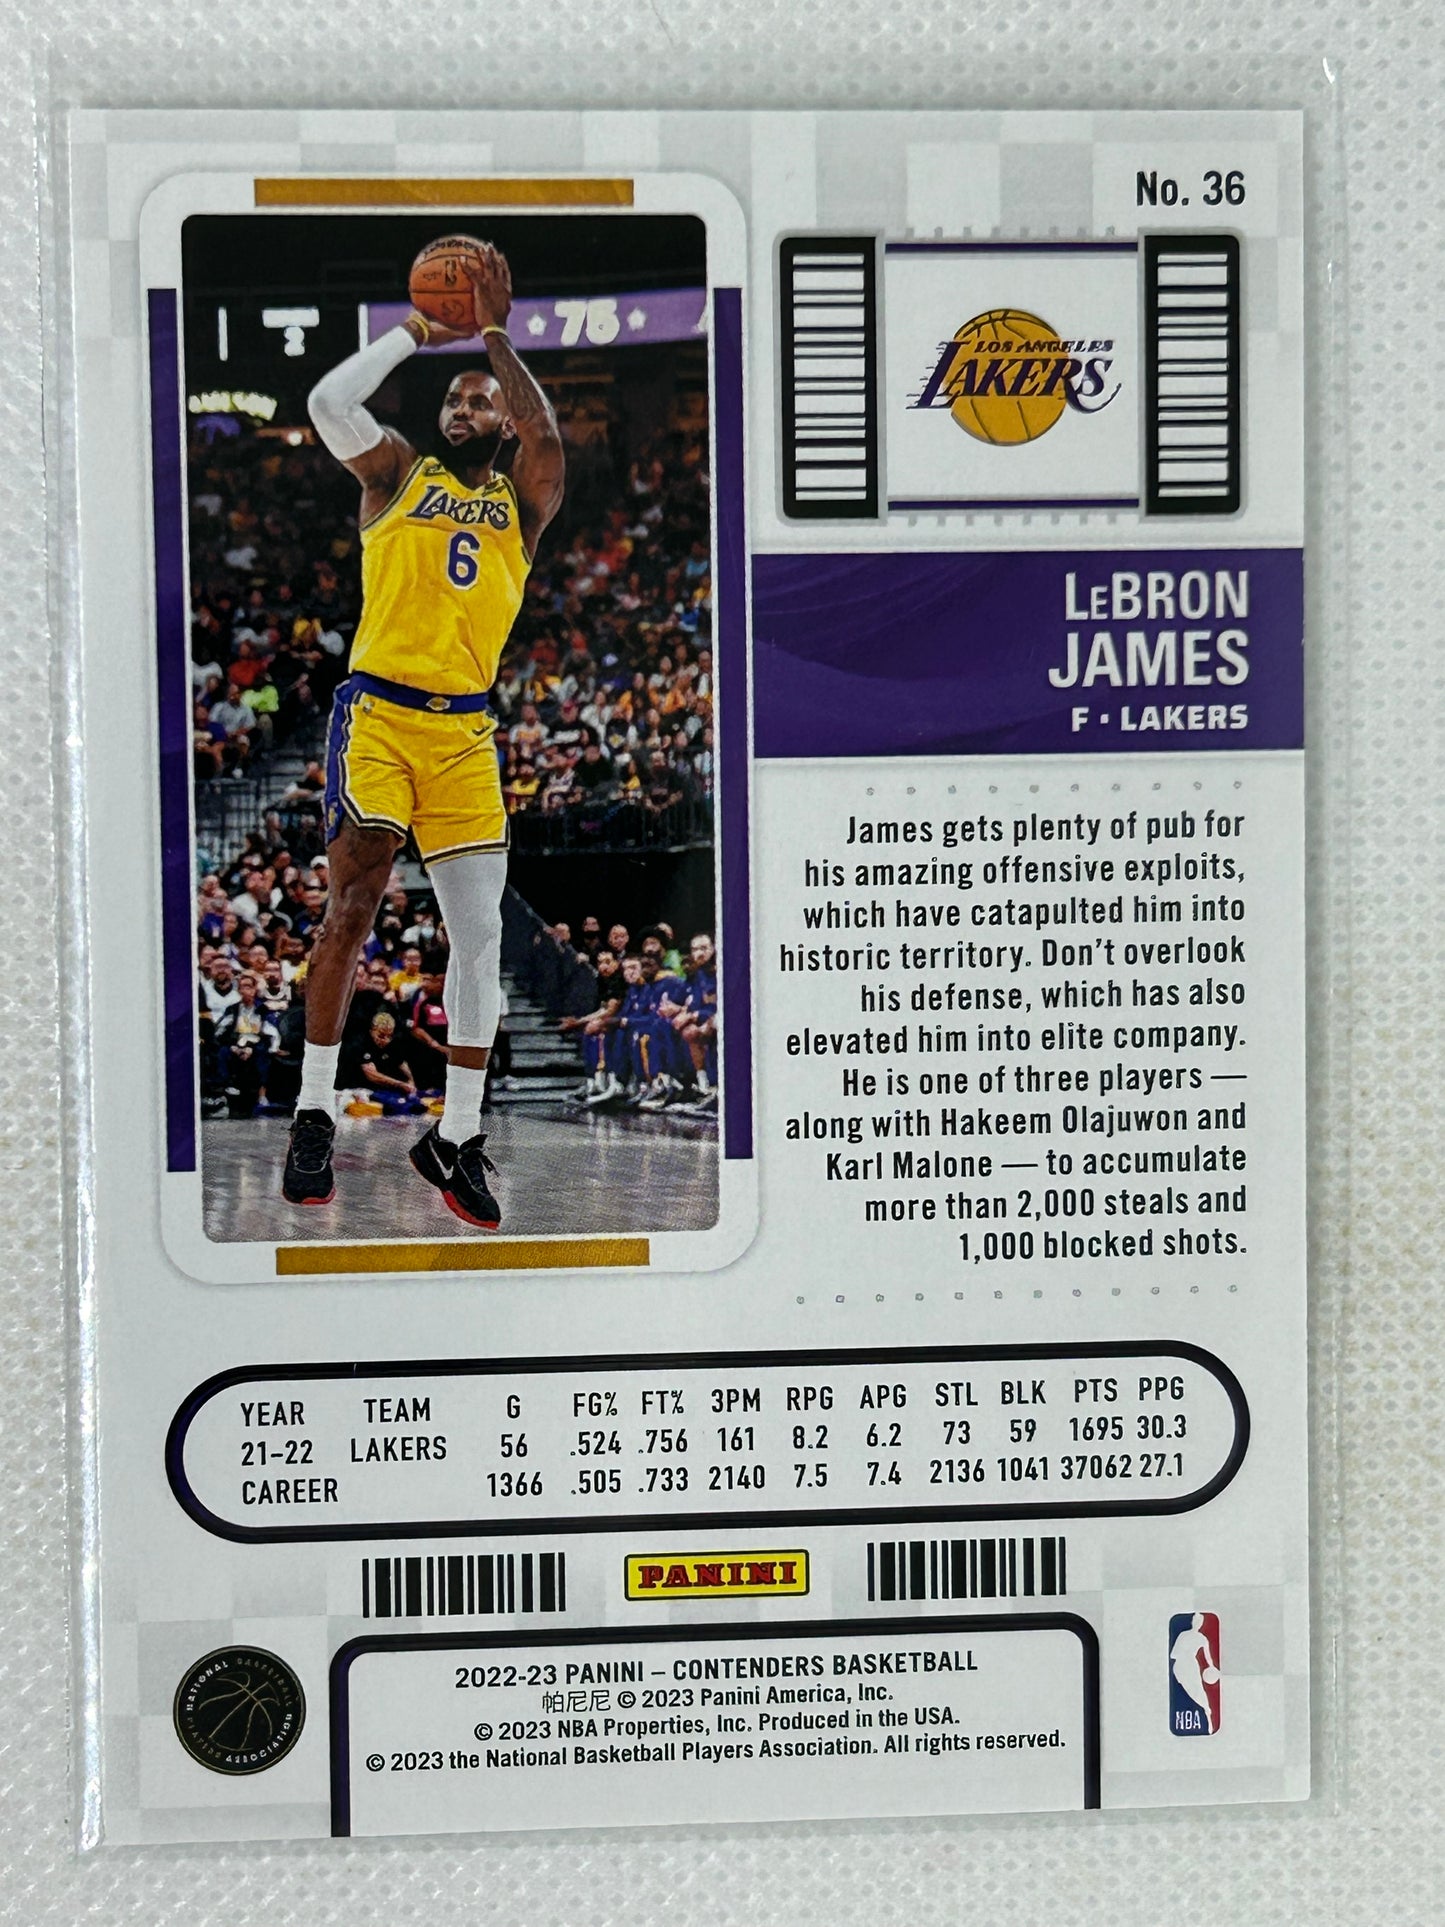 No. 36
75
LOS ANGELES
LAKERS
LAKERS
6
LeBRON
JAMES
F • LAKERS
James gets plenty of pub for
his amazing offensive exploits,
which have catapulted him into
historic territory. Don't overlook
his defense, which has also
elevated him into elite company.
He is one of three players —
along with Hakeem Olajuwon and
Karl Malone — to accumulate
more than 2,000 steals and
1,000 blocked shots.
YEAR TEAM G FG% FT% 3PM RPG APG STL BLK PTS PPG
21–22 LAKERS 56 .524 .756 161 8.2 6.2 73 59 1695 30.3
CAREER 1366 .505 .733 2140 7.5 7.4 2136 1041 37062 27.1
PANINI
NATIONAL BASKETBALL PLAYERS ASSOCIATION
2022-23 PANINI – CONTENDERS BASKETBALL
帕尼尼 © 2023 Panini America, Inc.
© 2023 NBA Properties, Inc. Produced in the USA.
© 2023 the National Basketball Players Association. All rights reserved.
NBA